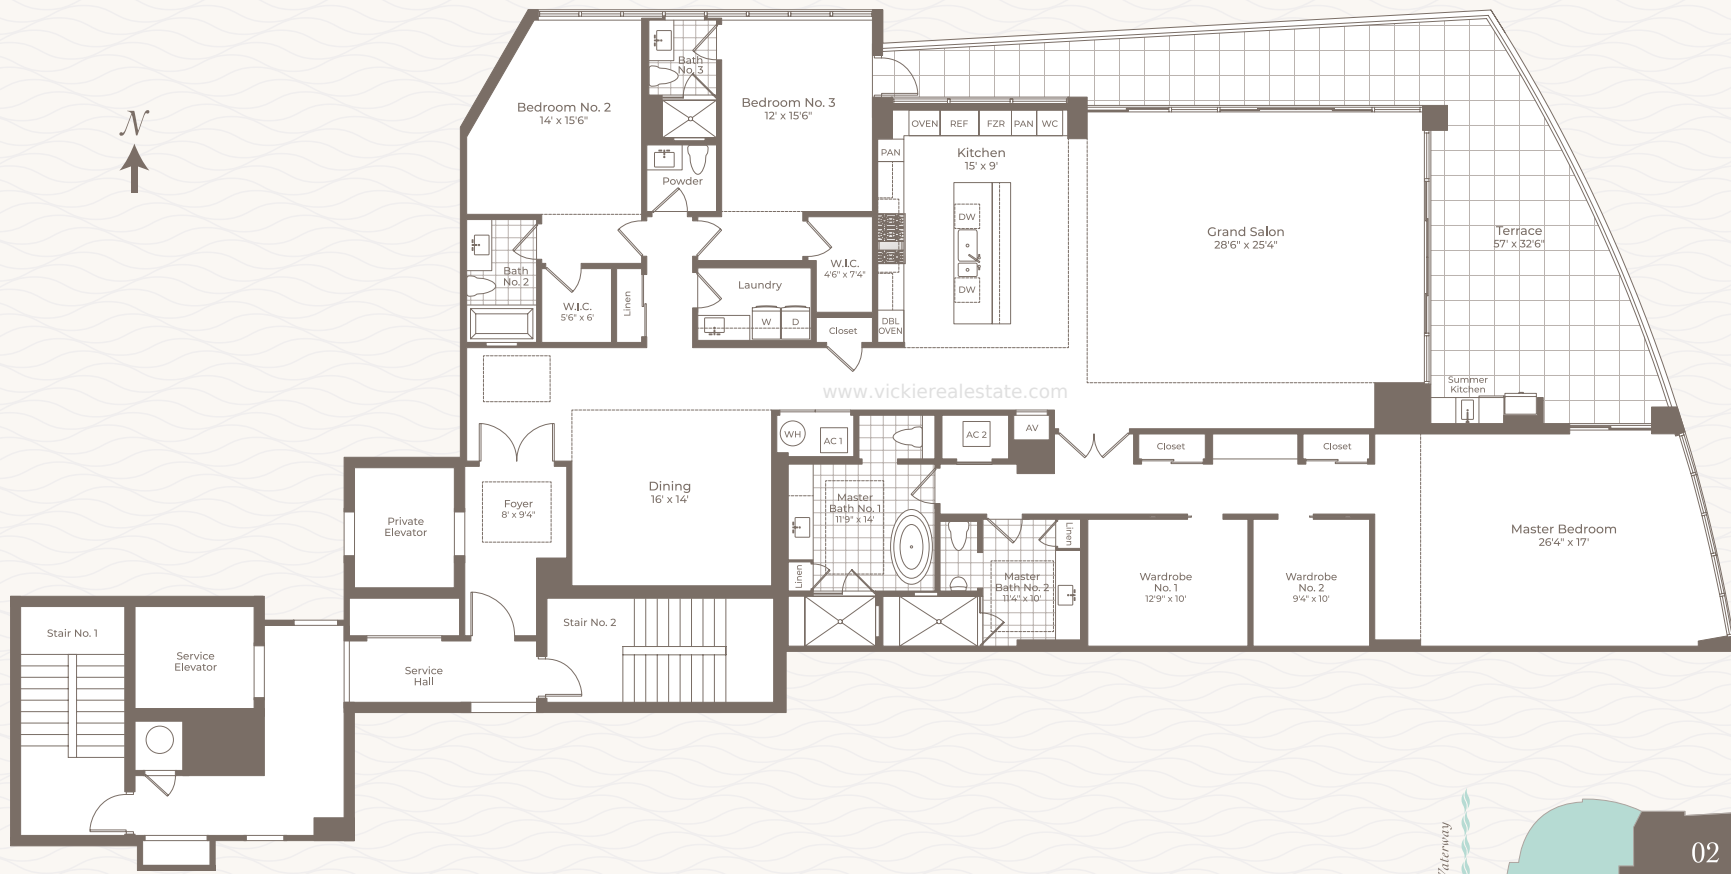 N
Bedroom No. 2
14' x 15'6"
Bath
No. 3
Bedroom No. 3
12' x 15'6"
Powder
OVEN
REF
FZR
PAN
WC
PAN
Kitchen
15' x 9'
DW
DW
DBL
OVEN
Grand Salon
28'6" x 25'4"
Terrace
57' x 32'6"
Summer
Kitchen
Bath
No. 2
W.I.C.
5'6" x 6'
Linen
Laundry
W
D
W.I.C.
4'6" x 7'4"
Closet
www.vickierealestate.com
WH
AC 1
AC 2
AV
Closet
Closet
Dining
16' x 14'
Foyer
8' x 9'4"
Private
Elevator
Master
Bath No. 1
11'9" x 14'
Linen
Linen
Master
Bath No. 2
11'4" x 10'
Wardrobe
No. 1
12'9" x 10'
Wardrobe
No. 2
9'4" x 10'
Master Bedroom
26'4" x 17'
Stair No. 1
Service
Elevator
Stair No. 2
Service
Hall
02